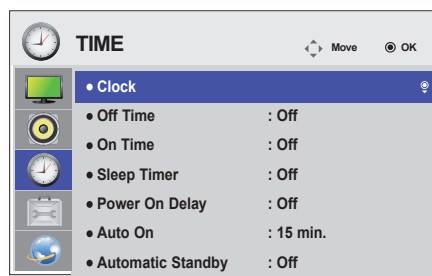 TIME
Move OK
● Clock
● Off Time : Off
● On Time : Off
● Sleep Timer : Off
● Power On Delay : Off
● Auto On : 15 min.
● Automatic Standby : Off